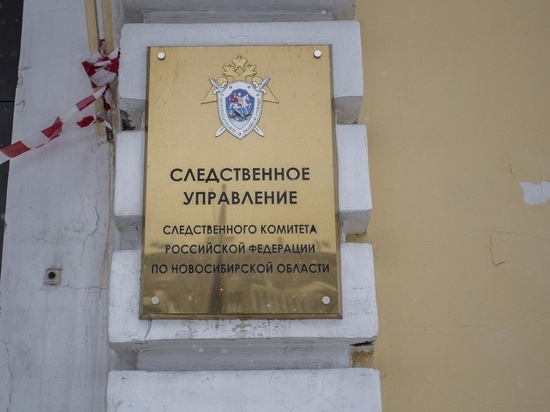 СЛЕДСТВЕННОЕ
УПРАВЛЕНИЕ
СЛЕДСТВЕННОГО КОМИТЕТА
РОССИЙСКОЙ ФЕДЕРАЦИИ
ПО НОВОСИБИРСКОЙ ОБЛАСТИ